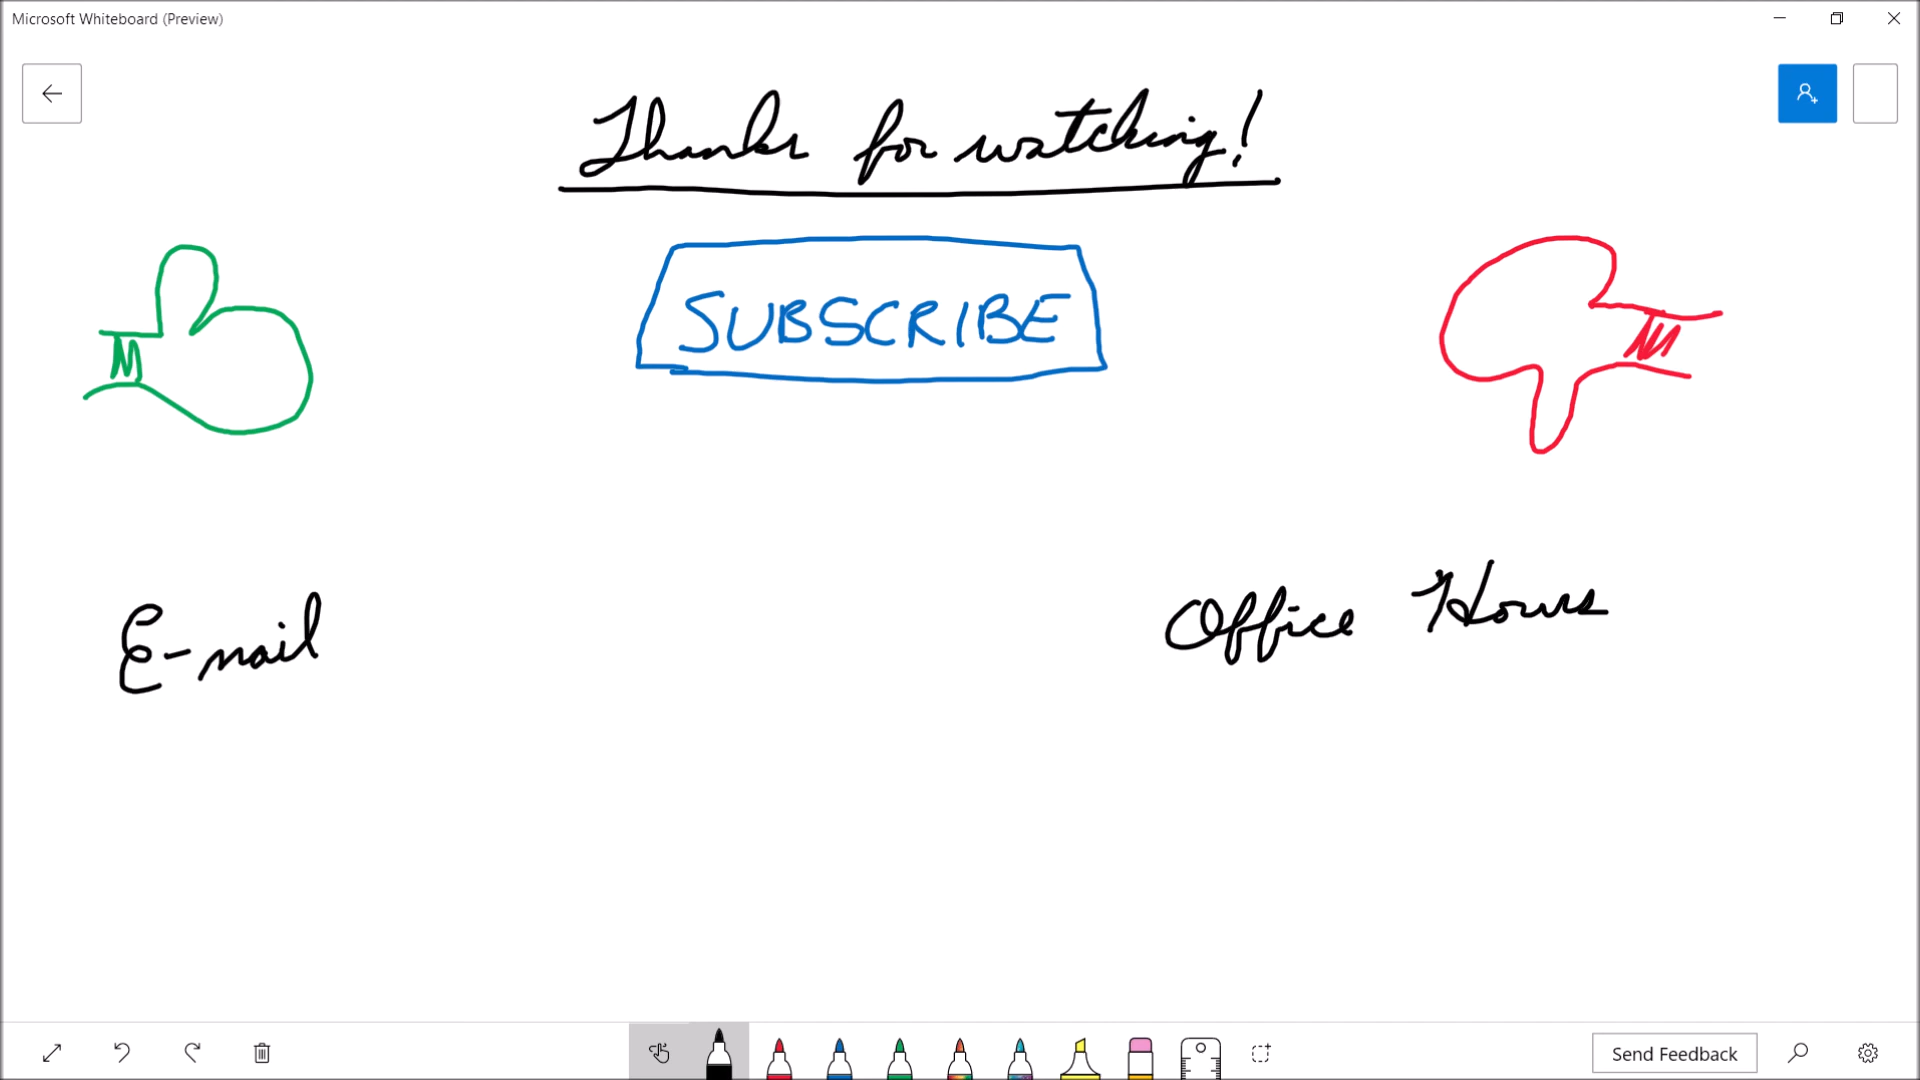 Microsoft Whiteboard (Preview)
Thanks for watching!
SUBSCRIBE
E-mail
Office Hours
Send Feedback